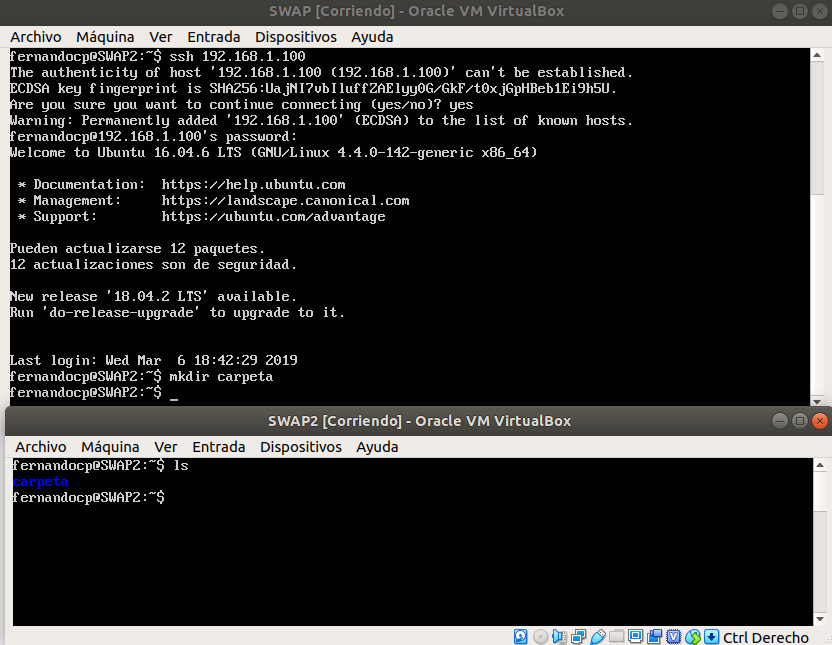 SWAP [Corriendo] - Oracle VM VirtualBox
Archivo Máquina Ver Entrada Dispositivos Ayuda
fernandocp@SWAP2:~$ ssh 192.168.1.100
The authenticity of host '192.168.1.100 (192.168.1.100)' can't be established.
ECDSA key fingerprint is SHA256:UajNI7vbIluffZAElyy0G/GkF/t0xjGpHBeb1Ei9h5U.
Are you sure you want to continue connecting (yes/no)? yes
Warning: Permanently added '192.168.1.100' (ECDSA) to the list of known hosts.
fernandocp@192.168.1.100's password:
Welcome to Ubuntu 16.04.6 LTS (GNU/Linux 4.4.0-142-generic x86_64)
* Documentation: https://help.ubuntu.com
* Management: https://landscape.canonical.com
* Support: https://ubuntu.com/advantage
Pueden actualizarse 12 paquetes.
12 actualizaciones son de seguridad.
New release '18.04.2 LTS' available.
Run 'do-release-upgrade' to upgrade to it.
Last login: Wed Mar 6 18:42:29 2019
fernandocp@SWAP2:~$ mkdir carpeta
fernandocp@SWAP2:~$ _
SWAP2 [Corriendo] - Oracle VM VirtualBox
Archivo Máquina Ver Entrada Dispositivos Ayuda
fernandocp@SWAP2:~$ ls
carpeta
fernandocp@SWAP2:~$
Ctrl Derecho